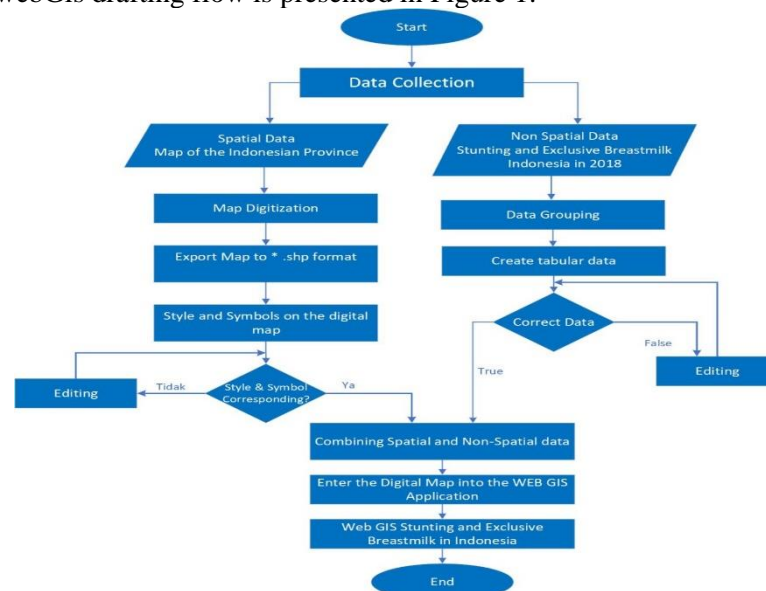 webGis drafting flow is presented in Figure 1.
Start
Data Collection
Spatial Data
Map of the Indonesian Province
Non Spatial Data
Stunting and Exclusive Breastmilk
Indonesia in 2018
Map Digitization
Data Grouping
Export Map to * .shp format
Create tabular data
Style and Symbols on the digital
map
Correct Data
False
True
Editing
Editing
Tidak
Style & Symbol
Corresponding?
Ya
Combining Spatial and Non-Spatial data
Enter the Digital Map into the WEB GIS
Application
Web GIS Stunting and Exclusive
Breastmilk in Indonesia
End